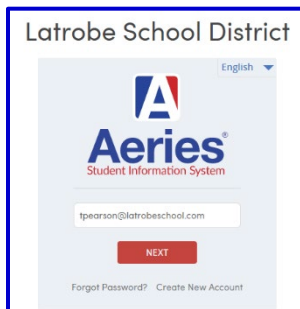 Latrobe School District
English
A
Aeries®
Student Information System
tpearson@latrobeschool.com
NEXT
Forgot Password? Create New Account